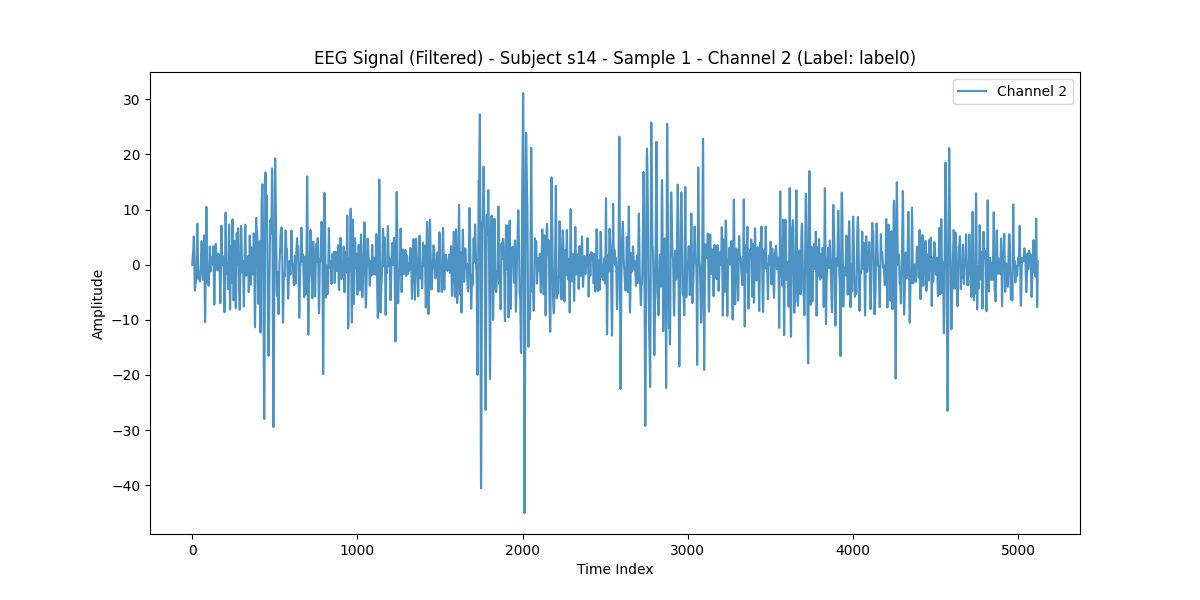 EEG Signal (Filtered) - Subject s14 - Sample 1 - Channel 2 (Label: label0)
Channel 2
30
20
10
0
−10
−20
−30
−40
Amplitude
0 1000 2000 3000 4000 5000
Time Index